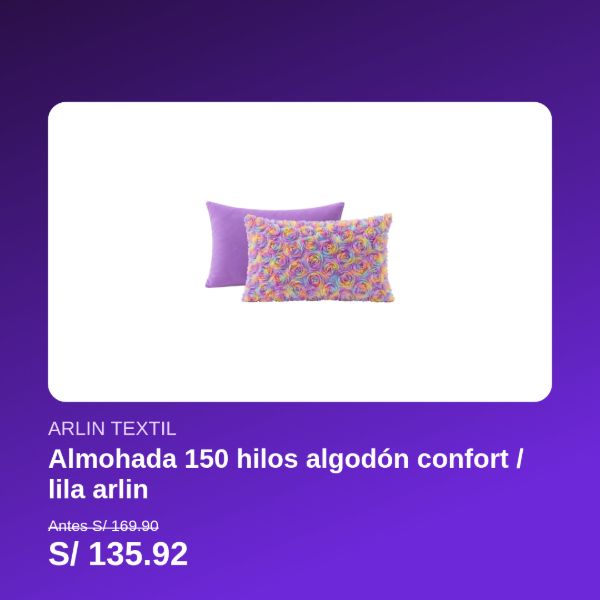 ARLIN TEXTIL
Almohada 150 hilos algodón confort /
lila arlin
Antes S/ 169.90
S/ 135.92